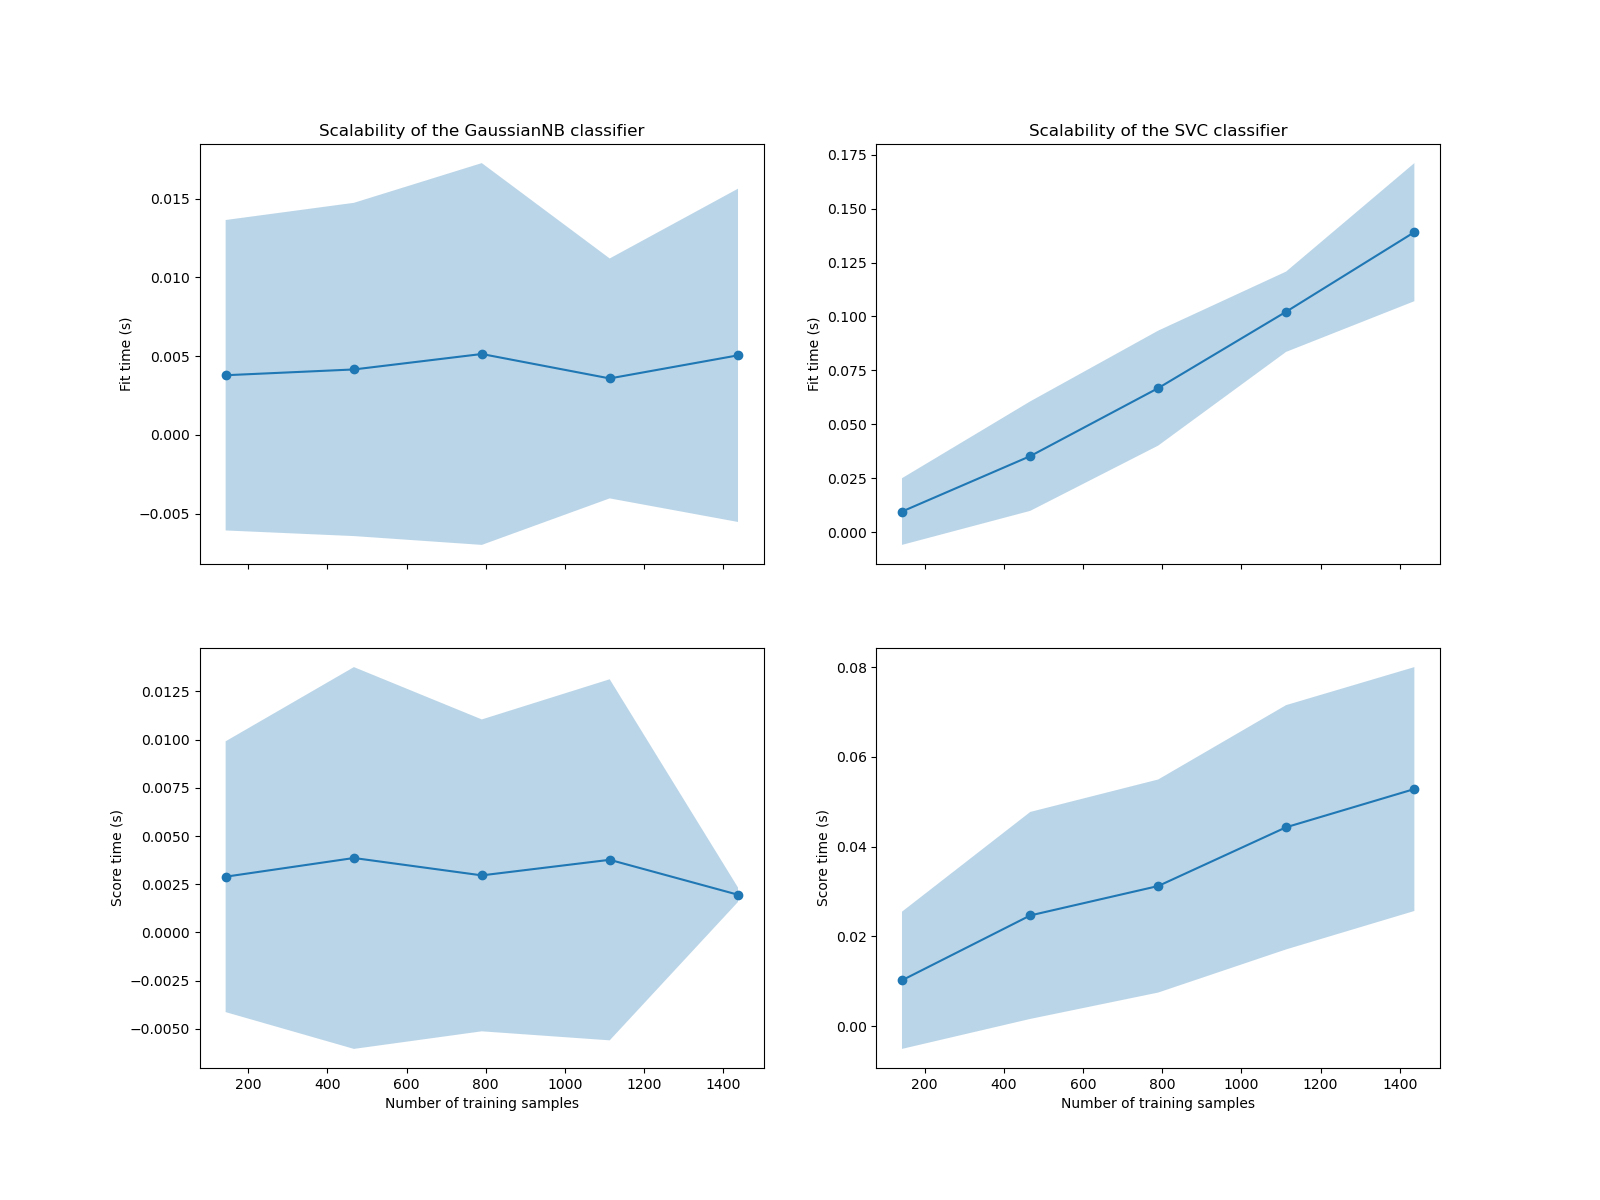 Scalability of the GaussianNB classifier
Fit time (s)
0.015
0.010
0.005
0.000
−0.005
Scalability of the SVC classifier
Fit time (s)
0.175
0.150
0.125
0.100
0.075
0.050
0.025
0.000
Score time (s)
0.0125
0.0100
0.0075
0.0050
0.0025
0.0000
−0.0025
−0.0050
200 400 600 800 1000 1200 1400
Number of training samples
Score time (s)
0.08
0.06
0.04
0.02
0.00
200 400 600 800 1000 1200 1400
Number of training samples